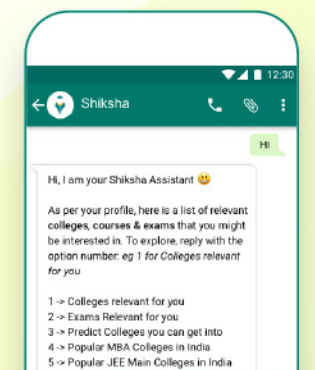 12:30
Shiksha
Hi
Hi, I am your Shiksha Assistant 😃
As per your profile, here is a list of relevant
colleges, courses & exams that you might
be interested in. To explore, reply with the
option number: eg 1 for Colleges relevant
for you
1 -> Colleges relevant for you
2 -> Exams Relevant for you
3 -> Predict Colleges you can get into
4 -> Popular MBA Colleges in India
5 -> Popular JEE Main Colleges in India